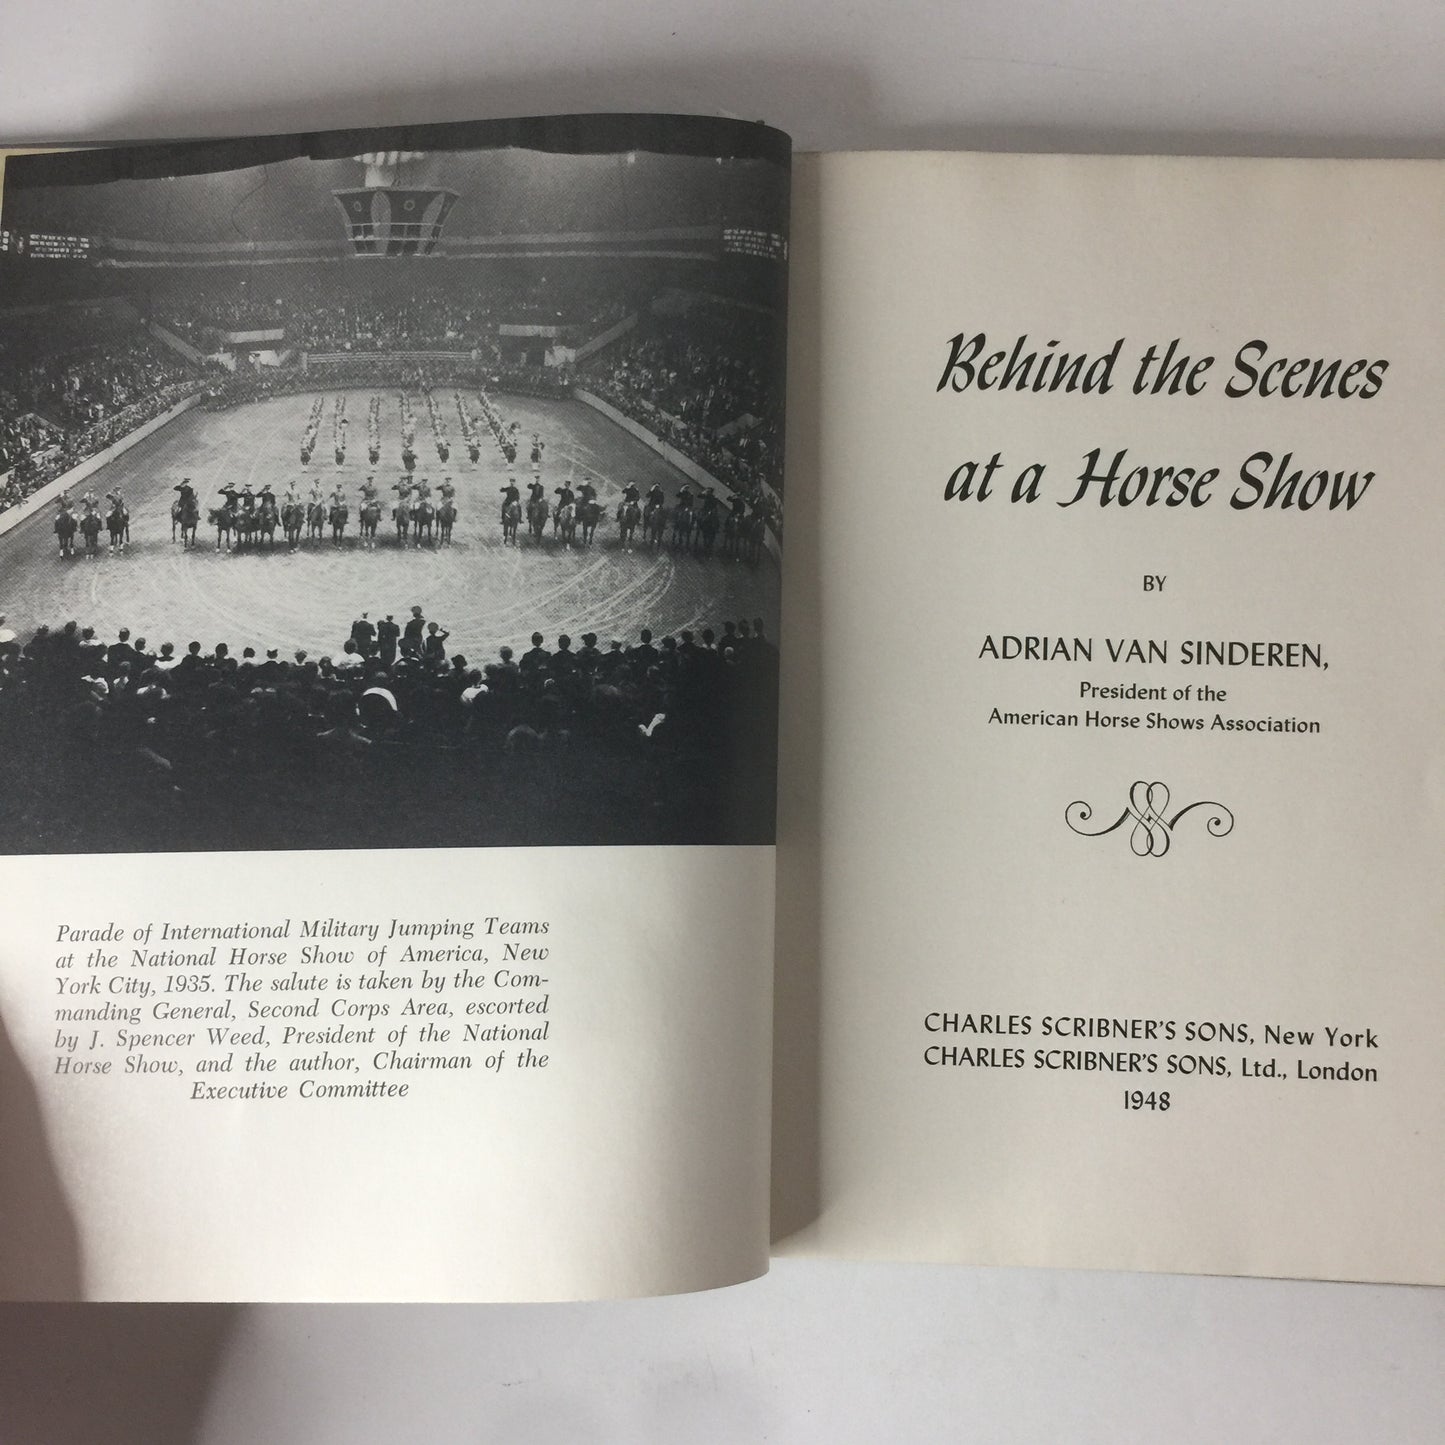 Parade of International Military Jumping Teams
at the National Horse Show of America, New
York City, 1935. The salute is taken by the Com-
manding General, Second Corps Area, escorted
by J. Spencer Weed, President of the National
Horse Show, and the author, Chairman of the
Executive Committee
Behind the Scenes
at a Horse Show
BY
ADRIAN VAN SINDEREN,
President of the
American Horse Shows Association
CHARLES SCRIBNER'S SONS, New York
CHARLES SCRIBNER'S SONS, Ltd., London
1948